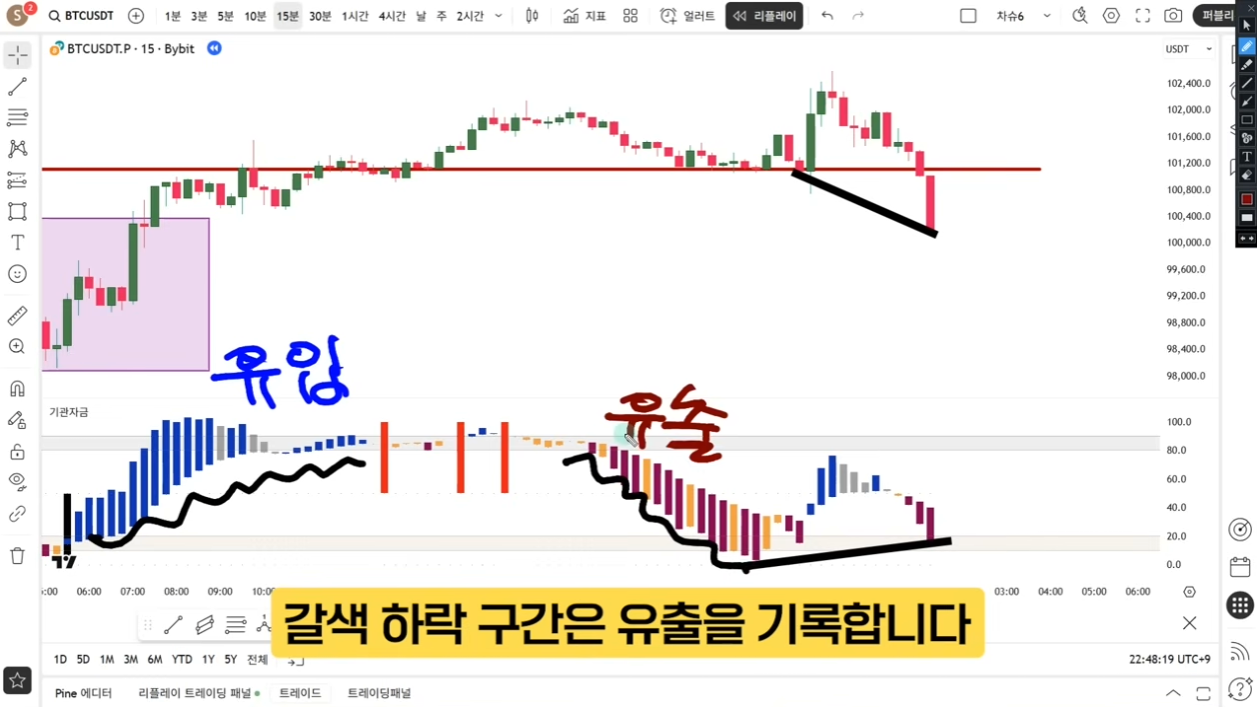 S 2 BTCUSDT 1분 3분 5분 10분 15분 30분 1시간 4시간 날 주 2시간 지표 얼러트 리플레이 차슈6 퍼블리
BTCUSDT.P · 15 · Bybit
USDT
102,400.0
102,000.0
101,600.0
101,200.0
100,800.0
100,400.0
100,000.0
99,600.0
99,200.0
98,800.0
98,400.0
98,000.0
유입
기관자금
유출
100.0
80.0
60.0
40.0
20.0
0.0
06:00 07:00 08:00 09:00 03:00 04:00 05:00 06:00
갈색 하락 구간은 유출을 기록합니다
1D 5D 1M 3M 6M YTD 1Y 5Y 전체 22:48:19 UTC+9
Pine 에디터 리플레이 트레이딩 패널 트레이드 트레이딩패널